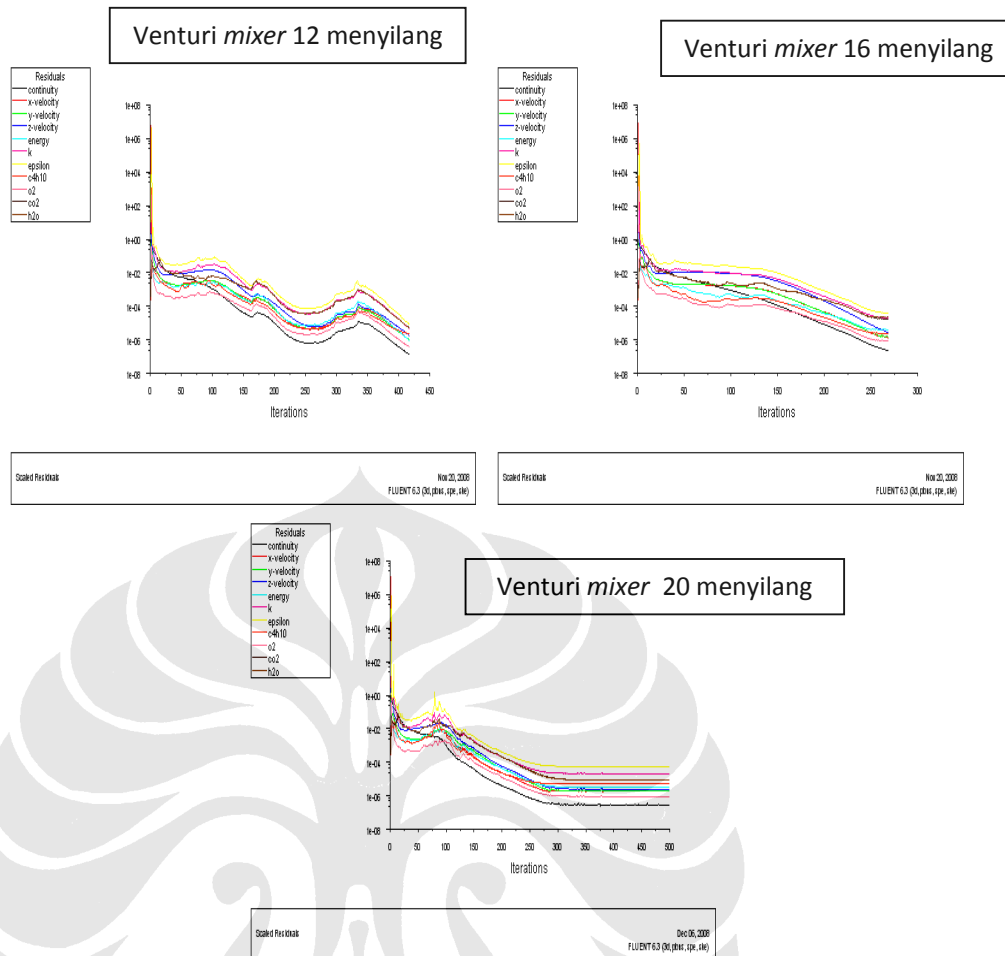 Venturi mixer 12 menyilang
Residuals
continuity
x-velocity
y-velocity
z-velocity
energy
k
epsilon
c4h10
o2
co2
h2o
1e+08
1e+06
1e+04
1e+02
1e+00
1e-02
1e-04
1e-06
1e-08
0 50 100 150 200 250 300 350 400 450
Iterations
Scaled Residuals
Nov 20, 2008
FLUENT 6.3 (3d, pbns, spe, ske)
Venturi mixer 16 menyilang
Residuals
continuity
x-velocity
y-velocity
z-velocity
energy
k
epsilon
c4h10
o2
co2
h2o
1e+08
1e+06
1e+04
1e+02
1e+00
1e-02
1e-04
1e-06
1e-08
0 50 100 150 200 250 300
Iterations
Scaled Residuals
Nov 20, 2008
FLUENT 6.3 (3d, pbns, spe, ske)
Venturi mixer 20 menyilang
Residuals
continuity
x-velocity
y-velocity
z-velocity
energy
k
epsilon
c4h10
o2
co2
h2o
1e+08
1e+06
1e+04
1e+02
1e+00
1e-02
1e-04
1e-06
1e-08
0 50 100 150 200 250 300 350 400 450 500
Iterations
Scaled Residuals
Dec 06, 2008
FLUENT 6.3 (3d, pbns, spe, ske)